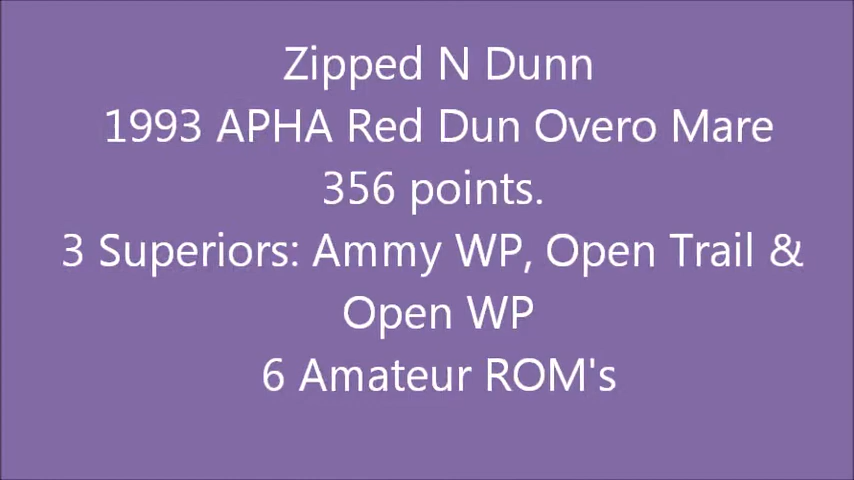 Zipped N Dunn
1993 APHA Red Dun Overo Mare
356 points.
3 Superiors: Ammy WP, Open Trail &
Open WP
6 Amateur ROM's